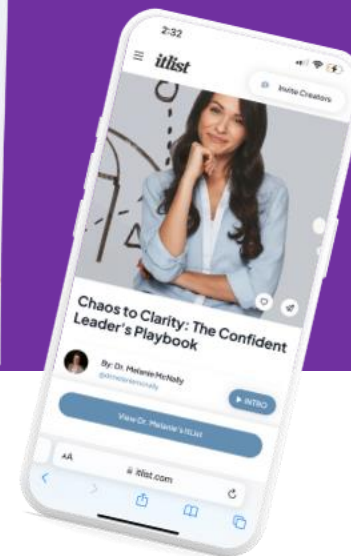 2:32
itlist
Invite Creators
Chaos to Clarity: The Confident
Leader's Playbook
By: Dr. Melanie McNally
INTRO
View Dr. Melanie's ItList
AA
itlist.com